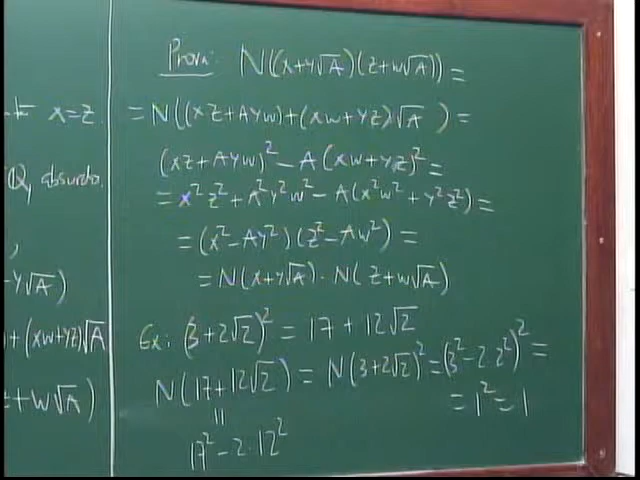 x=z
Q, absurdo.
-y√A)
+(xw+yz)√A
+w√A)
Prova: N((x+y√A)(z+w√A))=
=N((xz+Ayw)+(xw+yz)√A)=
(xz+Ayw)²-A(xw+yz)²=
=x²z²+A²y²w²-A(x²w²+y²z²)=
=(x²-Ay²)(z²-Aw²)=
=N(x+y√A)·N(z+w√A)
Ex: (3+2√2)²=17+12√2
N(17+12√2)=N(3+2√2)²=(3²-2·2²)²=
=1²=1
=
17²-2·12²